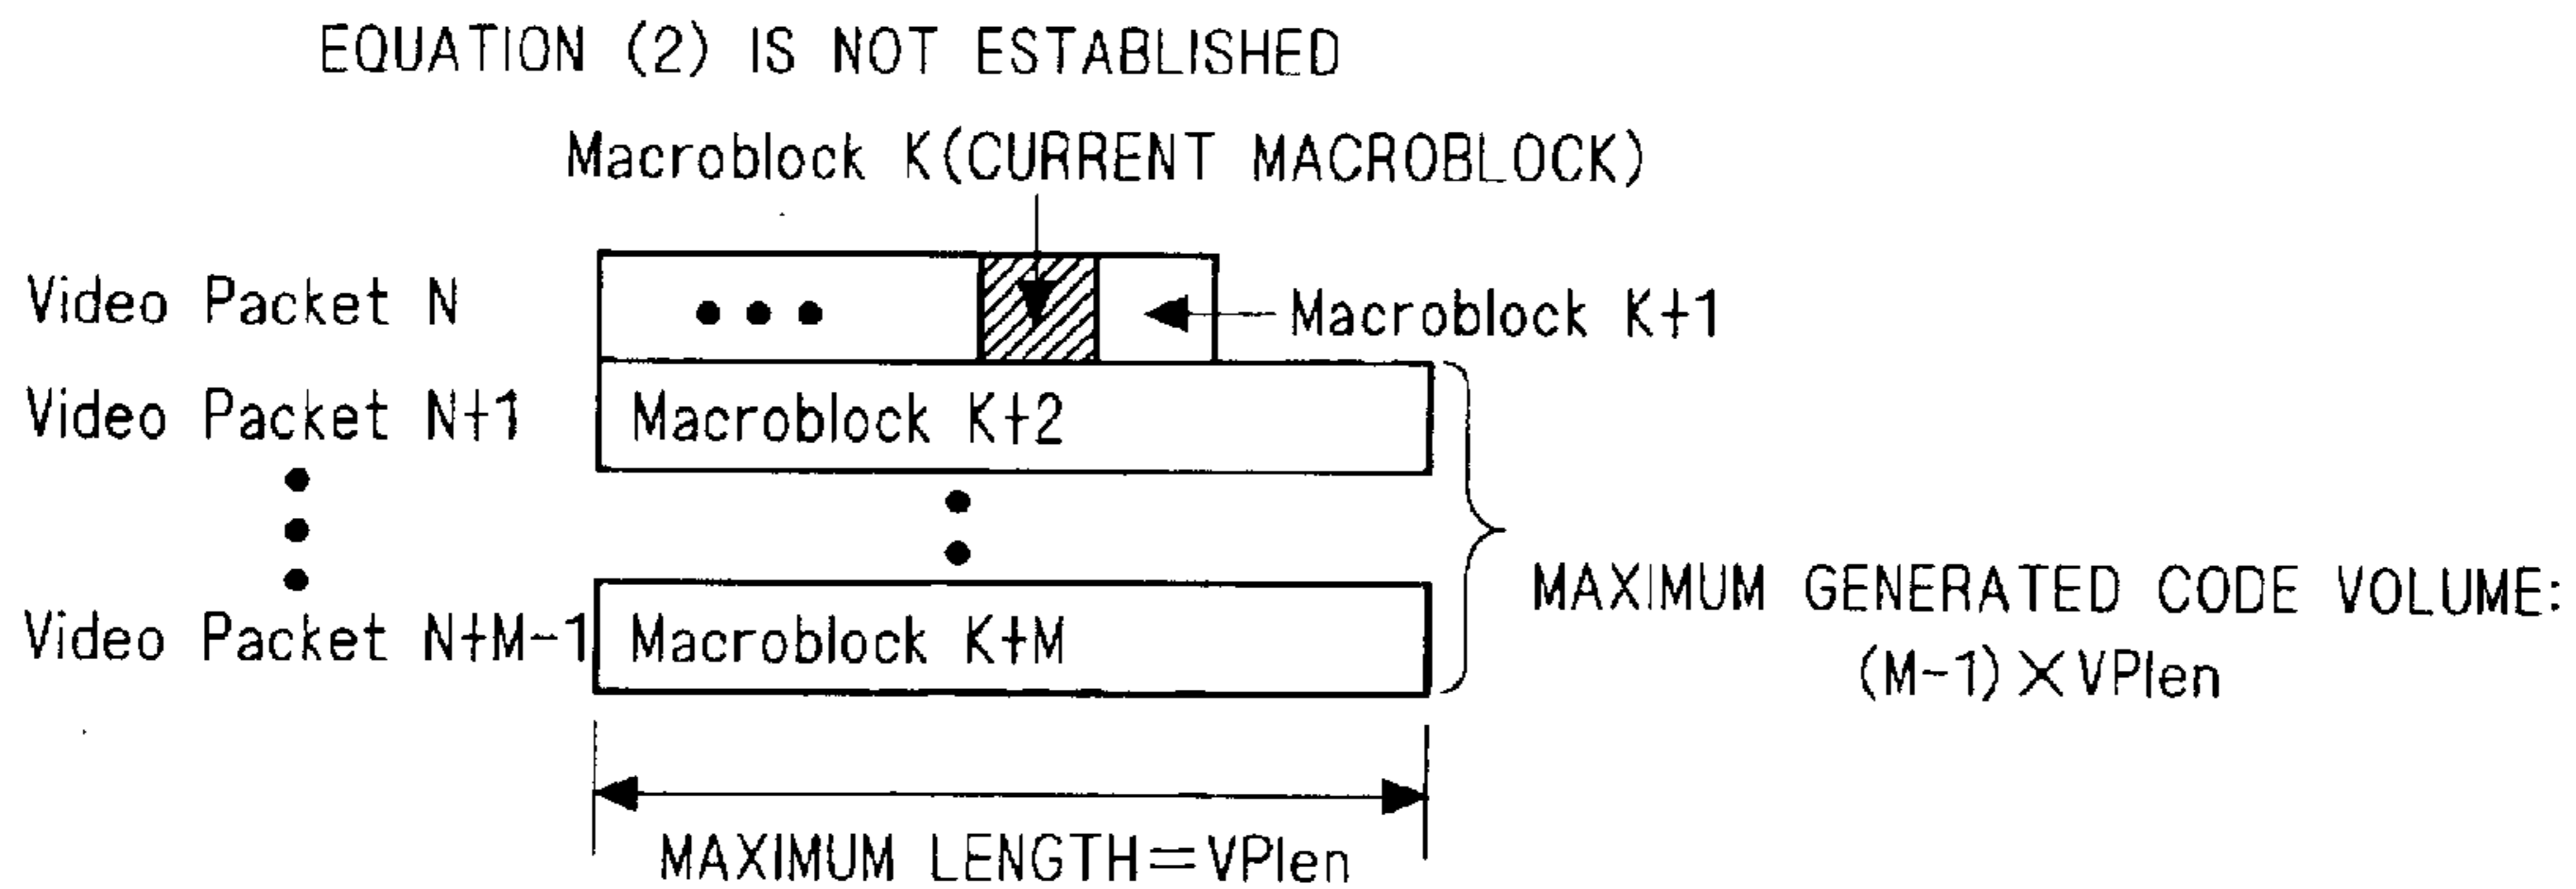 EQUATION (2) IS NOT ESTABLISHED
Macroblock K(CURRENT MACROBLOCK)
Video Packet N
Macroblock K+1
Video Packet N+1
Macroblock K+2
Video Packet N+M-1
Macroblock K+M
MAXIMUM GENERATED CODE VOLUME:
(M-1)×VPlen
MAXIMUM LENGTH=VPlen